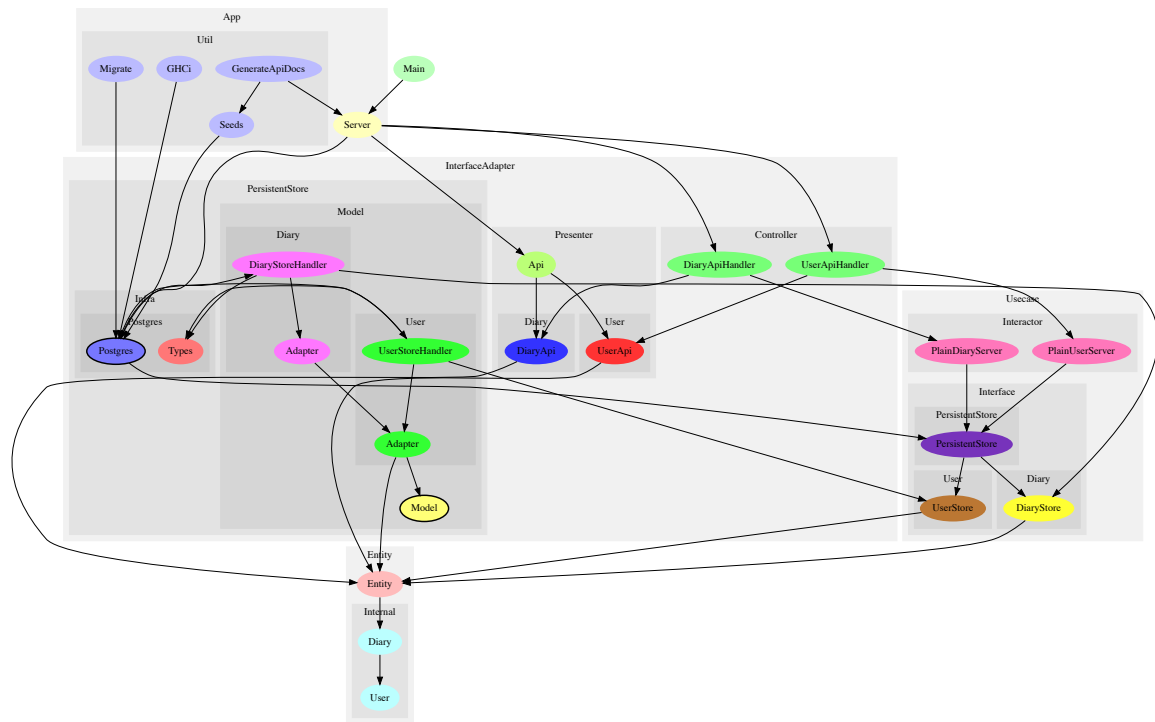 App
Util
Migrate
GHCi
GenerateApiDocs
Main
Seeds
Server
InterfaceAdapter
PersistentStore
Model
Presenter
Controller
Diary
DiaryStoreHandler
Api
DiaryApiHandler
UserApiHandler
Infra
Usecase
Postgres
User
Diary
User
Interactor
Postgres
Types
Adapter
UserStoreHandler
DiaryApi
UserApi
PlainDiaryServer
PlainUserServer
Interface
PersistentStore
Adapter
PersistentStore
User
Diary
Model
UserStore
DiaryStore
Entity
Entity
Internal
Diary
User